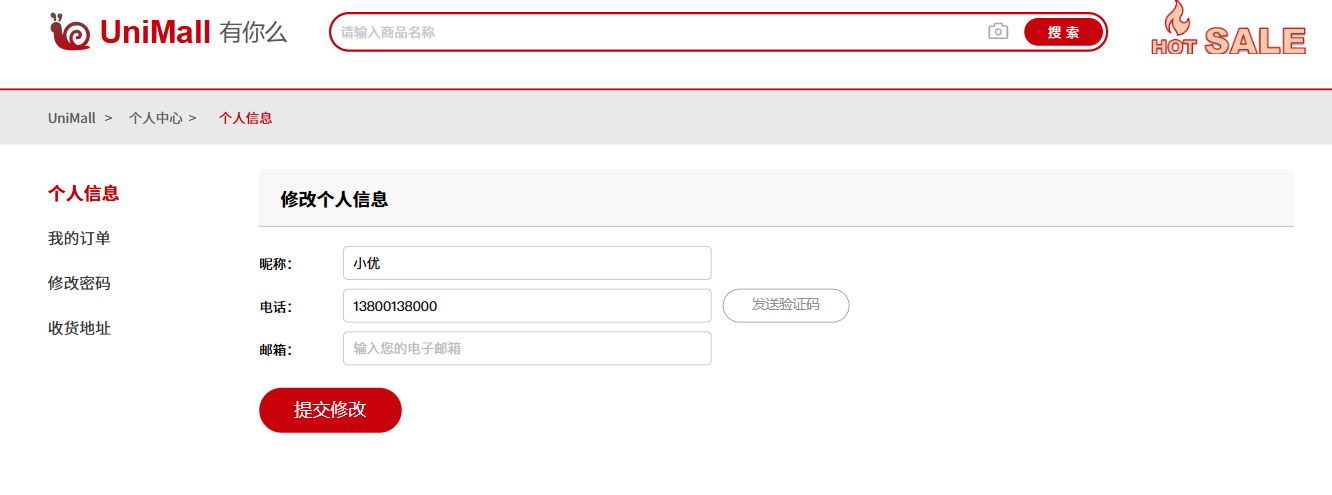 UniMall 有你么
请输入商品名称
搜 索
HOT SALE
UniMall > 个人中心 > 个人信息
个人信息
我的订单
修改密码
收货地址
修改个人信息
昵称： 小优
电话： 13800138000 发送验证码
邮箱： 输入您的电子邮箱
提交修改